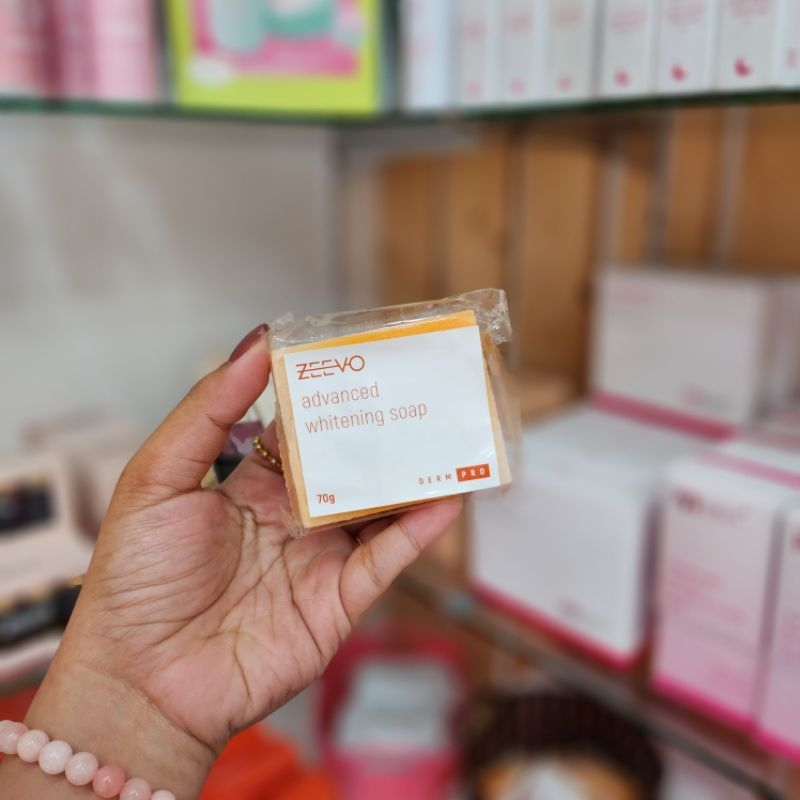 ZEEVO
advanced
whitening soap
DERM PRO
70g